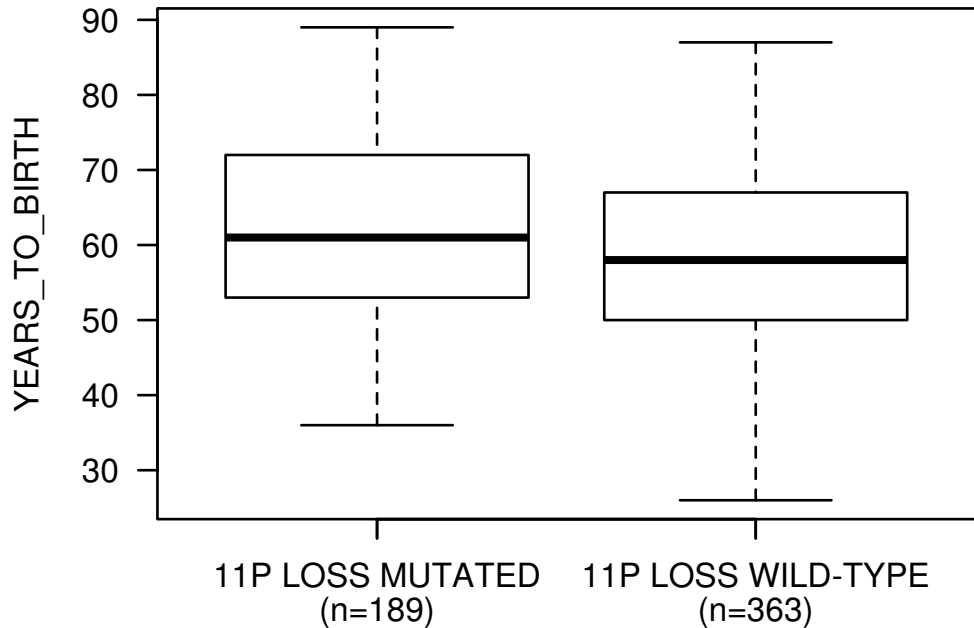 YEARS_TO_BIRTH
90
80
70
60
50
40
30
11P LOSS MUTATED
(n=189)
11P LOSS WILD-TYPE
(n=363)